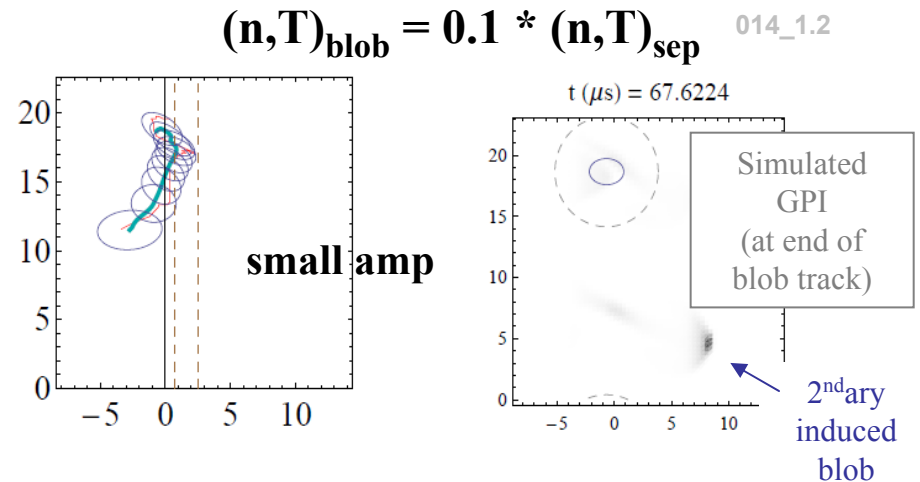 (n,T)blob = 0.1 * (n,T)sep
014_1.2
20
15
10
5
0
−5 0 5 10
small amp
t (μs) = 67.6224
20
15
10
5
0
−5 0 5 10
Simulated
GPI
(at end of
blob track)
2ndary
induced
blob